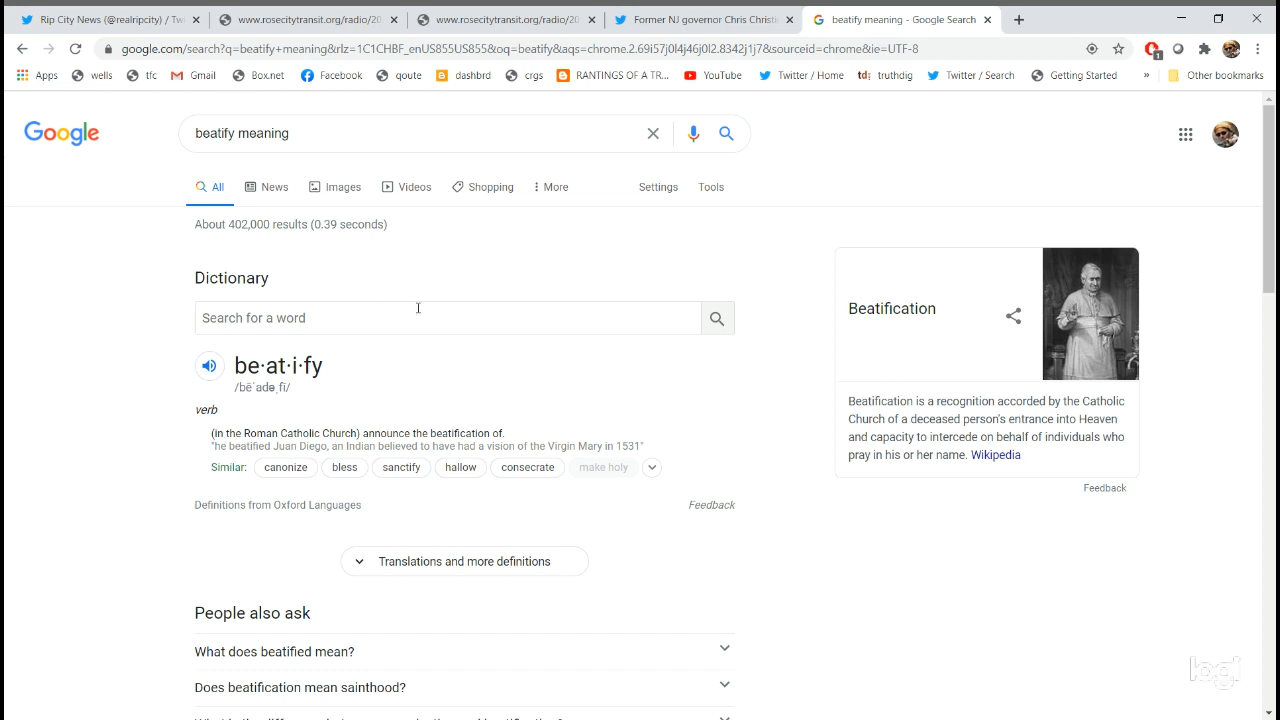 Rip City News (@realripcity) / Tw
www.rosecitytransit.org/radio/20
www.rosecitytransit.org/radio/20
Former NJ governor Chris Christi
beatify meaning - Google Search
google.com/search?q=beatify+meaning&rlz=1C1CHBF_enUS855US855&oq=beatify&aqs=chrome.2.69i57j0l4j46j0l2.8342j1j7&sourceid=chrome&ie=UTF-8
1
Apps
wells
tfc
Gmail
Box.net
Facebook
qoute
dashbrd
crgs
RANTINGS OF A TR...
YouTube
Twitter / Home
td: truthdig
Twitter / Search
Getting Started
»
Other bookmarks
Google
beatify meaning
All
News
Images
Videos
Shopping
More
Settings
Tools
About 402,000 results (0.39 seconds)
Dictionary
Search for a word
be·at·i·fy
verb
(in the Roman Catholic Church) announce the beatification of.
"he beatified Juan Diego, an Indian believed to have had a vision of the Virgin Mary in 1531"
Similar:
canonize
bless
sanctify
hallow
consecrate
make holy
Definitions from Oxford Languages
Feedback
Translations and more definitions
People also ask
What does beatified mean?
Does beatification mean sainthood?
Beatification
Beatification is a recognition accorded by the Catholic
Church of a deceased person's entrance into Heaven
and capacity to intercede on behalf of individuals who
pray in his or her name. Wikipedia
Feedback
logi